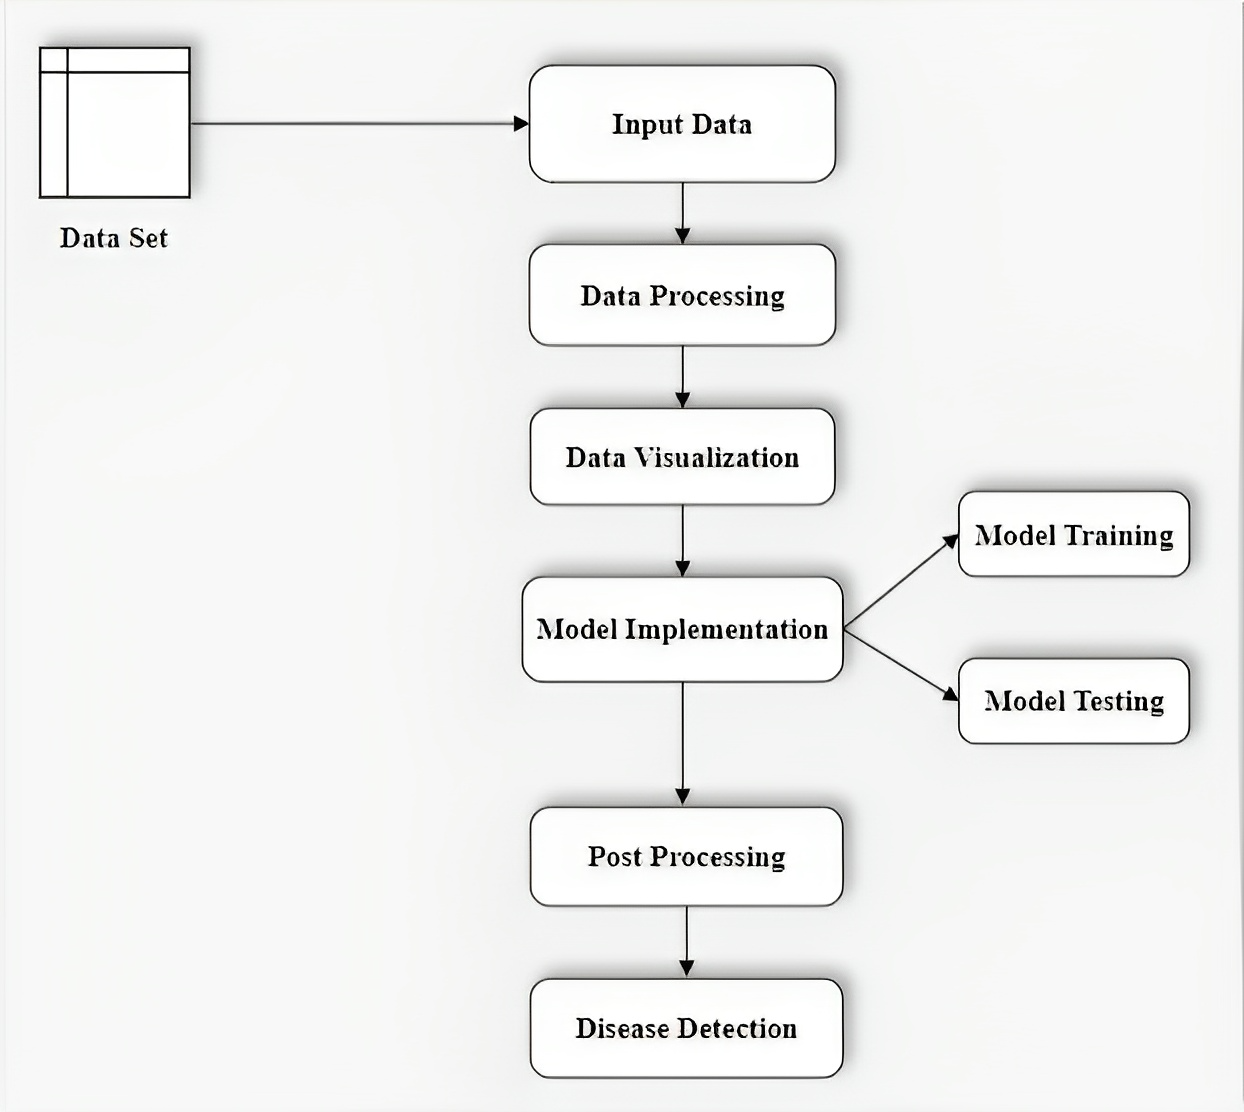 Input Data
Data Set
Data Processing
Data Visualization
Model Training
Model Implementation
Model Testing
Post Processing
Disease Detection